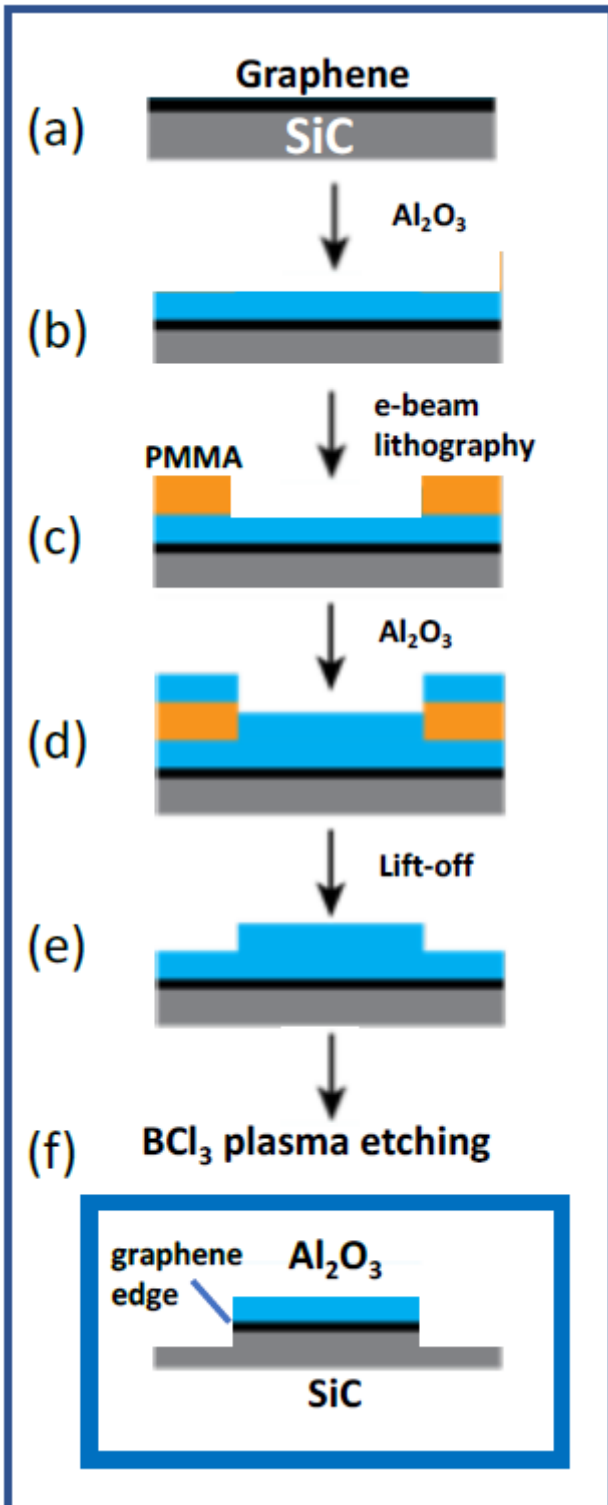 Graphene
(a)
SiC
Al₂O₃
(b)
e-beam
lithography
PMMA
(c)
Al₂O₃
(d)
Lift-off
(e)
(f) BCl₃ plasma etching
graphene
edge
Al₂O₃
SiC